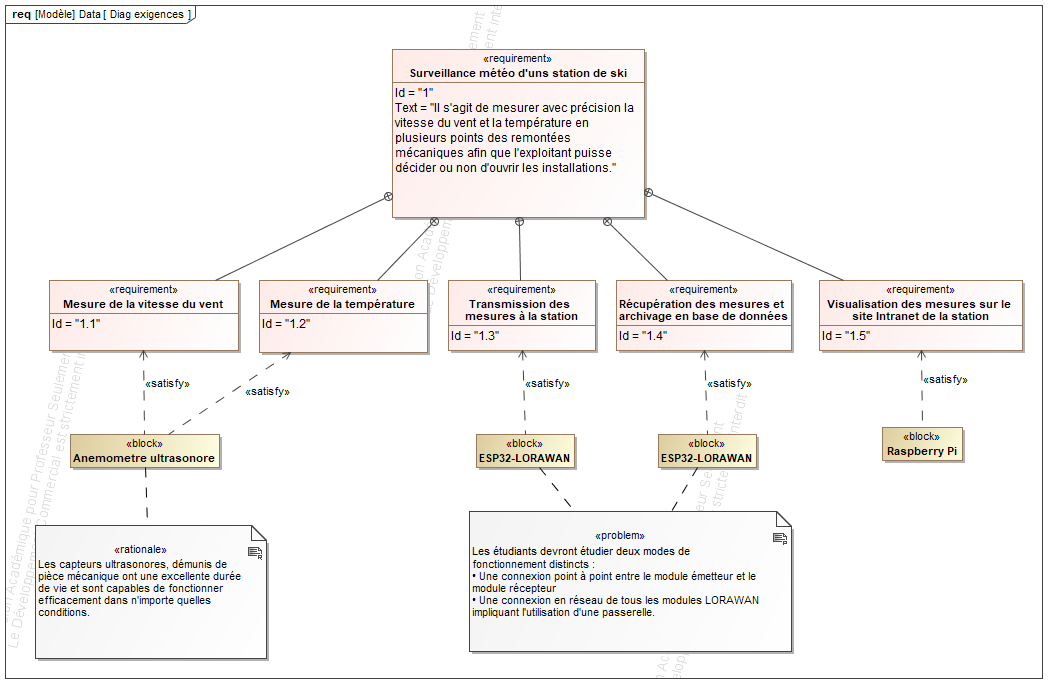 req [Modèle] Data [ Diag exigences ]
«requirement»
Surveillance météo d'uns station de ski
Id = "1"
Text = "Il s'agit de mesurer avec précision la
vitesse du vent et la température en
plusieurs points des remontées
mécaniques afin que l'exploitant puisse
décider ou non d'ouvrir les installations."
«requirement»
Mesure de la vitesse du vent
Id = "1.1"
«requirement»
Mesure de la température
Id = "1.2"
«requirement»
Transmission des
mesures à la station
Id = "1.3"
«requirement»
Récupération des mesures et
archivage en base de données
Id = "1.4"
«requirement»
Visualisation des mesures sur le
site Intranet de la station
Id = "1.5"
«satisfy»
«satisfy»
«satisfy»
«satisfy»
«satisfy»
«block»
Anemometre ultrasonore
«block»
ESP32-LORAWAN
«block»
ESP32-LORAWAN
«block»
Raspberry Pi
«rationale»
Les capteurs ultrasonores, démunis de
pièce mécanique ont une excellente durée
de vie et sont capables de fonctionner
efficacement dans n'importe quelles
conditions.
«problem»
Les étudiants devront étudier deux modes de
fonctionnement distincts :
• Une connexion point à point entre le module émetteur et le
module récepteur
• Une connexion en réseau de tous les modules LORAWAN
impliquant l'utilisation d'une passerelle.